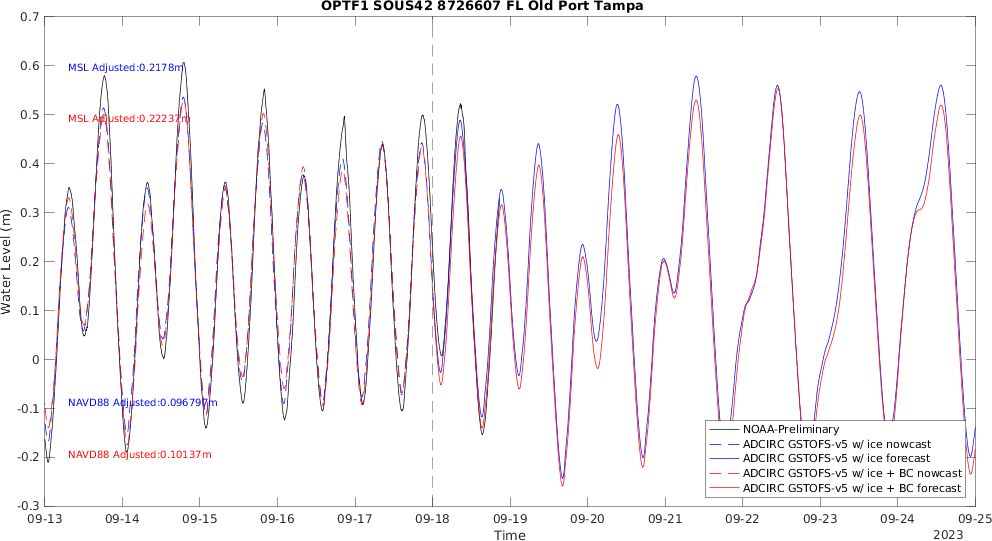 OPTF1 SOUS42 8726607 FL Old Port Tampa
0.7
0.6
0.5
0.4
0.3
0.2
0.1
0
-0.1
-0.2
-0.3
Water Level (m)
MSL Adjusted:0.2178m
MSL Adjusted:0.22237m
NAVD88 Adjusted:0.096797m
NAVD88 Adjusted:0.10137m
NOAA-Preliminary
ADCIRC GSTOFS-v5 w/ ice nowcast
ADCIRC GSTOFS-v5 w/ ice forecast
ADCIRC GSTOFS-v5 w/ ice + BC nowcast
ADCIRC GSTOFS-v5 w/ ice + BC forecast
09-13 09-14 09-15 09-16 09-17 09-18 09-19 09-20 09-21 09-22 09-23 09-24 09-25
Time
2023